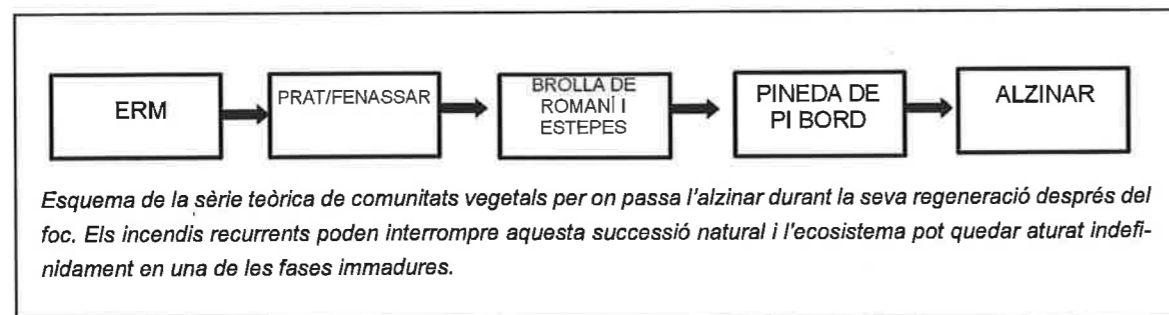 ERM
PRAT/FENASSAR
BROLLA DE
ROMANÍ I
ESTEPES
PINEDA DE
PI BORD
ALZINAR
Esquema de la sèrie teòrica de comunitats vegetals per on passa l'alzinar durant la seva regeneració després del
foc. Els incendis recurrents poden interrompre aquesta successió natural i l'ecosistema pot quedar aturat indefi-
nidament en una de les fases immadures.